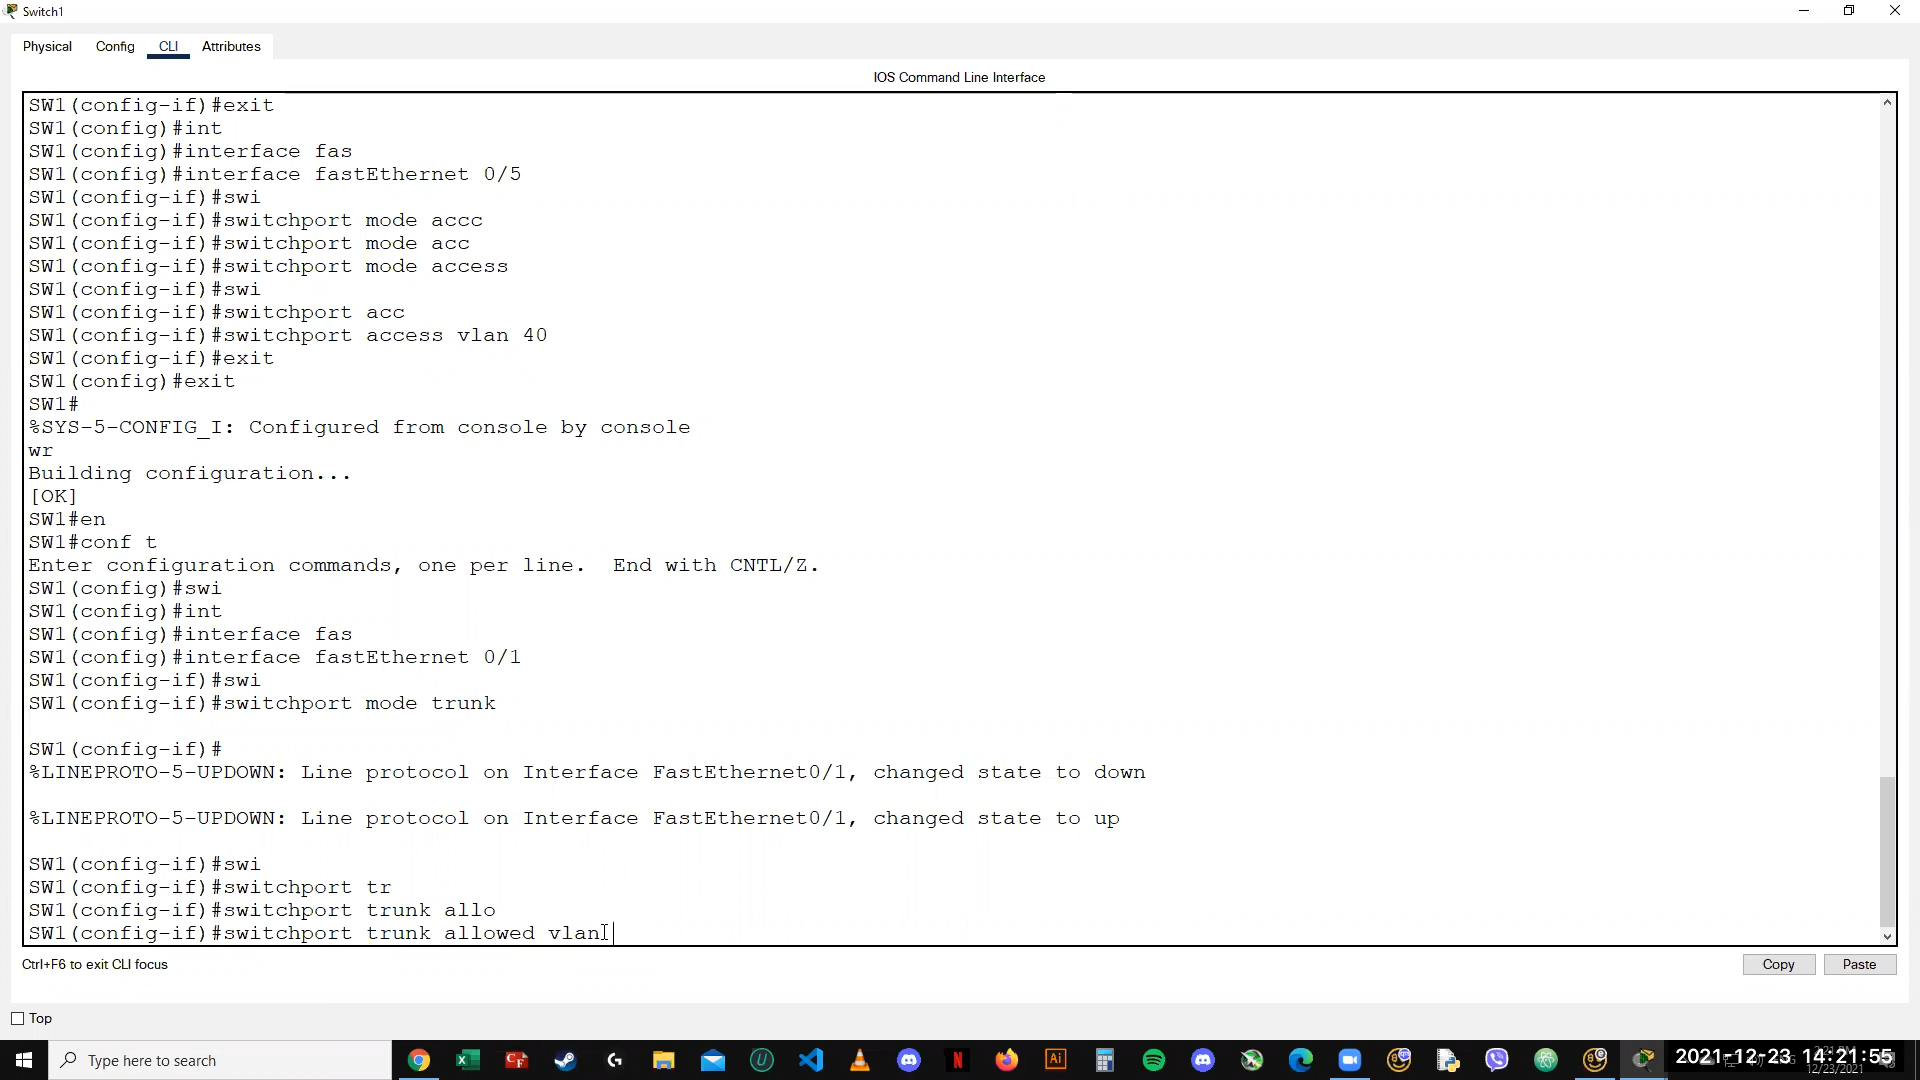 Switch1
Physical Config CLI Attributes
IOS Command Line Interface
SW1(config-if)#exit
SW1(config)#int
SW1(config)#interface fas
SW1(config)#interface fastEthernet 0/5
SW1(config-if)#swi
SW1(config-if)#switchport mode accc
SW1(config-if)#switchport mode acc
SW1(config-if)#switchport mode access
SW1(config-if)#swi
SW1(config-if)#switchport acc
SW1(config-if)#switchport access vlan 40
SW1(config-if)#exit
SW1(config)#exit
SW1#
%SYS-5-CONFIG_I: Configured from console by console
wr
Building configuration...
[OK]
SW1#en
SW1#conf t
Enter configuration commands, one per line.  End with CNTL/Z.
SW1(config)#swi
SW1(config)#int
SW1(config)#interface fas
SW1(config)#interface fastEthernet 0/1
SW1(config-if)#swi
SW1(config-if)#switchport mode trunk
SW1(config-if)#
%LINEPROTO-5-UPDOWN: Line protocol on Interface FastEthernet0/1, changed state to down
%LINEPROTO-5-UPDOWN: Line protocol on Interface FastEthernet0/1, changed state to up
SW1(config-if)#swi
SW1(config-if)#switchport tr
SW1(config-if)#switchport trunk allo
SW1(config-if)#switchport trunk allowed vlan
Ctrl+F6 to exit CLI focus
Copy Paste
Top
Type here to search
2021-12-23 14:21:55
12/23/2021